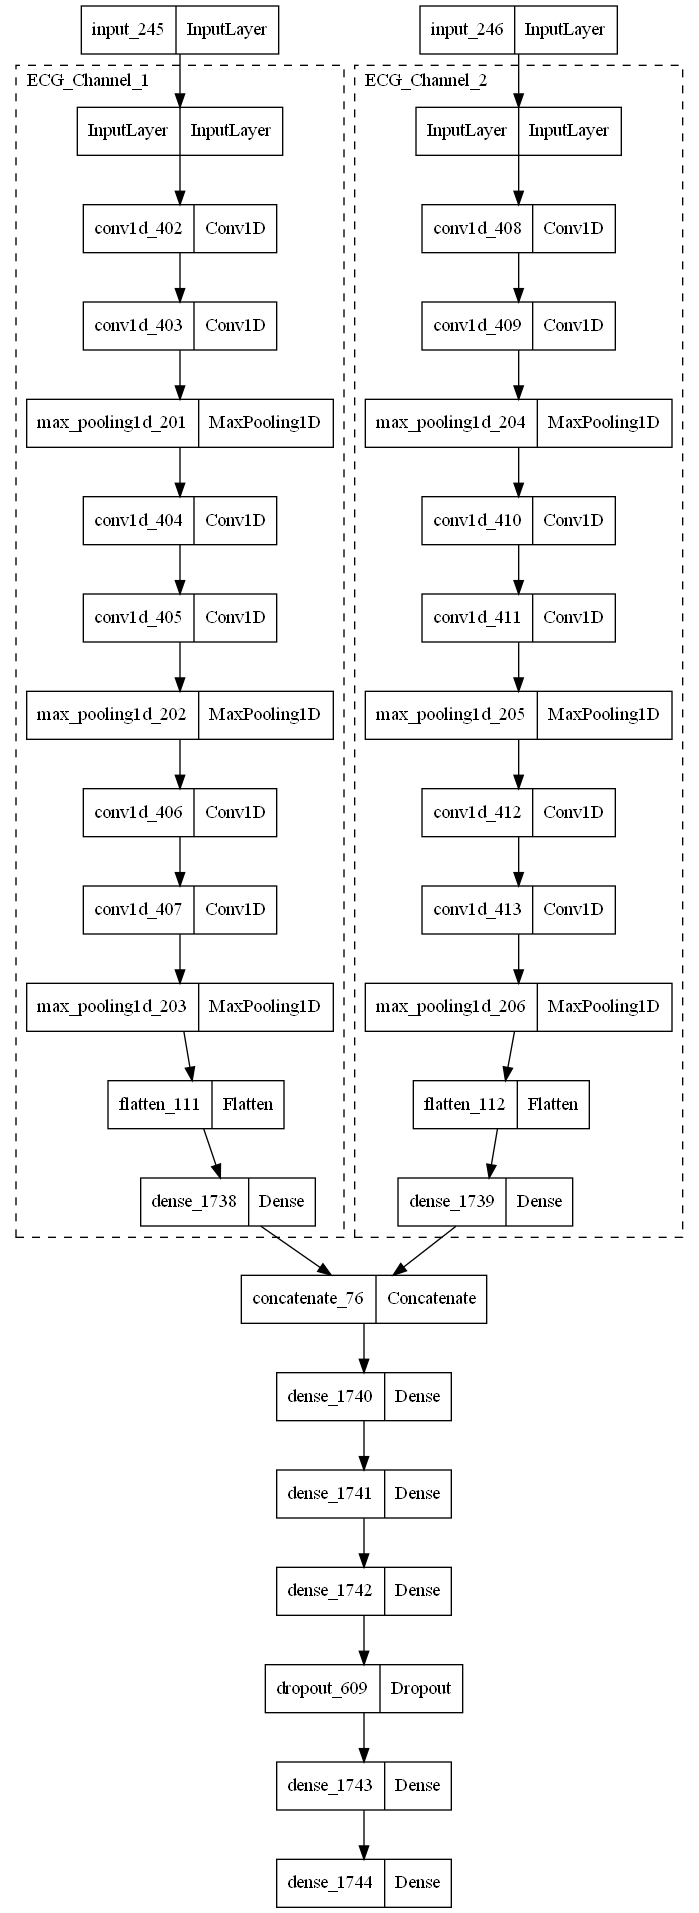 input_245 InputLayer
input_246 InputLayer
ECG_Channel_1
InputLayer InputLayer
conv1d_402 Conv1D
conv1d_403 Conv1D
max_pooling1d_201 MaxPooling1D
conv1d_404 Conv1D
conv1d_405 Conv1D
max_pooling1d_202 MaxPooling1D
conv1d_406 Conv1D
conv1d_407 Conv1D
max_pooling1d_203 MaxPooling1D
flatten_111 Flatten
dense_1738 Dense
ECG_Channel_2
InputLayer InputLayer
conv1d_408 Conv1D
conv1d_409 Conv1D
max_pooling1d_204 MaxPooling1D
conv1d_410 Conv1D
conv1d_411 Conv1D
max_pooling1d_205 MaxPooling1D
conv1d_412 Conv1D
conv1d_413 Conv1D
max_pooling1d_206 MaxPooling1D
flatten_112 Flatten
dense_1739 Dense
concatenate_76 Concatenate
dense_1740 Dense
dense_1741 Dense
dense_1742 Dense
dropout_609 Dropout
dense_1743 Dense
dense_1744 Dense